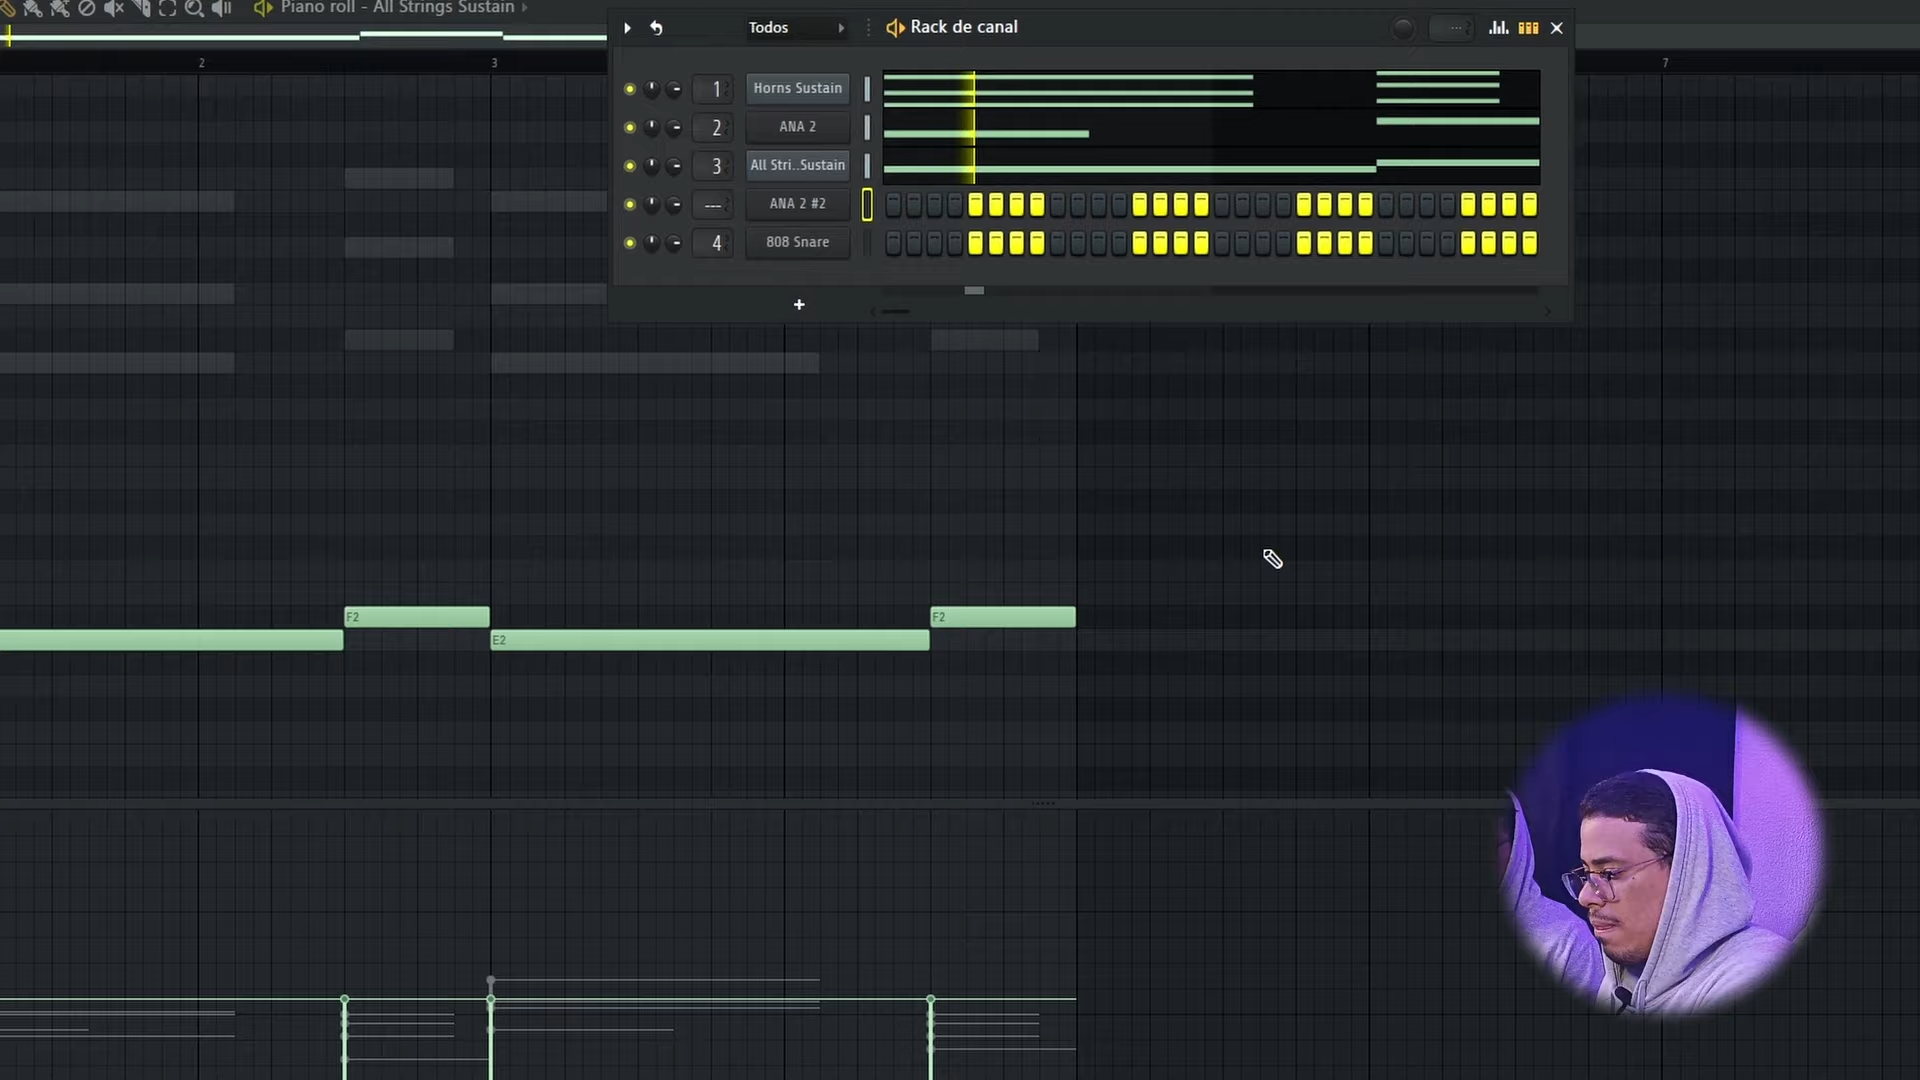 Piano roll - All Strings Sustain
Todos
Rack de canal
2
3
7
1 Horns Sustain
2 ANA 2
3 All Stri..Sustain
--- ANA 2 #2
4 808 Snare
+
F2
E2
F2